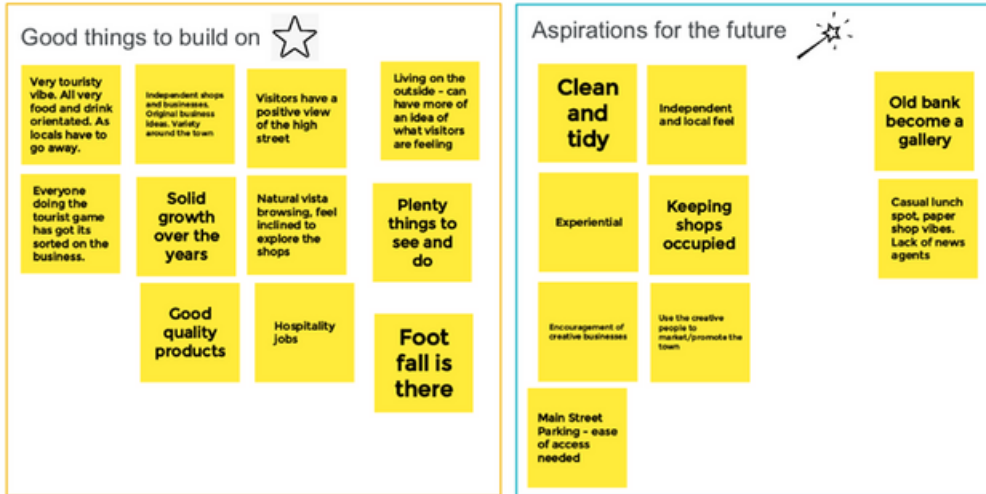 Good things to build on
Very touristy
vibe. All very
food and drink
orientated. As
locals have to
go away.
Independent shops
and businesses.
Original business
ideas. Variety
around the town
Visitors have a
positive view
of the high
street
Living on the
outside - can
have more of
an idea of
what visitors
are feeling
Everyone
doing the
tourist game
has got its
sorted on the
business.
Solid
growth
over the
years
Natural vista
browsing, feel
inclined to
explore the
shops
Plenty
things to
see and
do
Good
quality
products
Hospitality
jobs
Foot
fall is
there
Aspirations for the future
Clean
and
tidy
Independent
and local feel
Old bank
become a
gallery
Experiential
Keeping
shops
occupied
Casual lunch
spot, paper
shop vibes.
Lack of news
agents
Encouragement of
creative businesses
Use the creative
people to
market/promote the
town
Main Street
Parking - ease
of access
needed